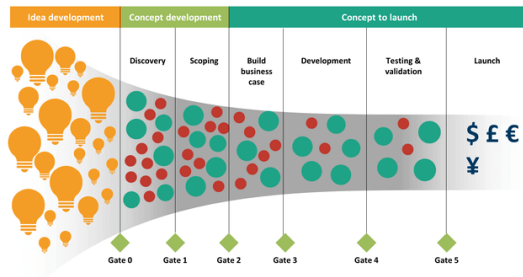 Idea development
Concept development
Concept to launch
Discovery
Scoping
Build
business
case
Development
Testing &
validation
Launch
$ £ €
¥
Gate 0
Gate 1
Gate 2
Gate 3
Gate 4
Gate 5